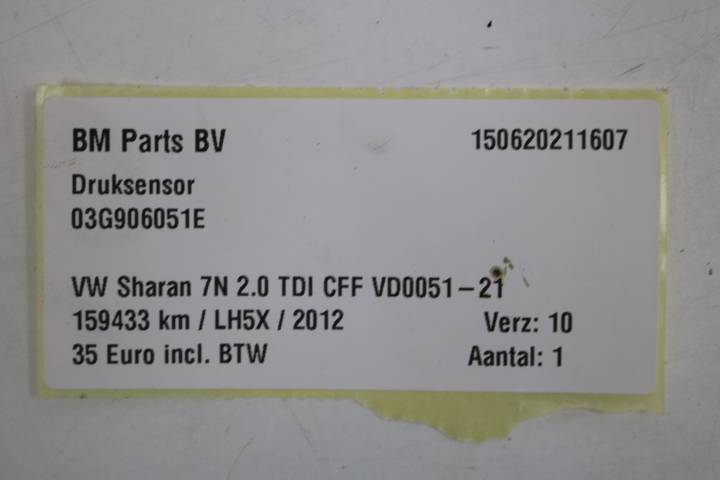 BM Parts BV 150620211607
Druksensor
03G906051E
VW Sharan 7N 2.0 TDI CFF VD0051-21
159433 km / LH5X / 2012 Verz: 10
35 Euro incl. BTW Aantal: 1